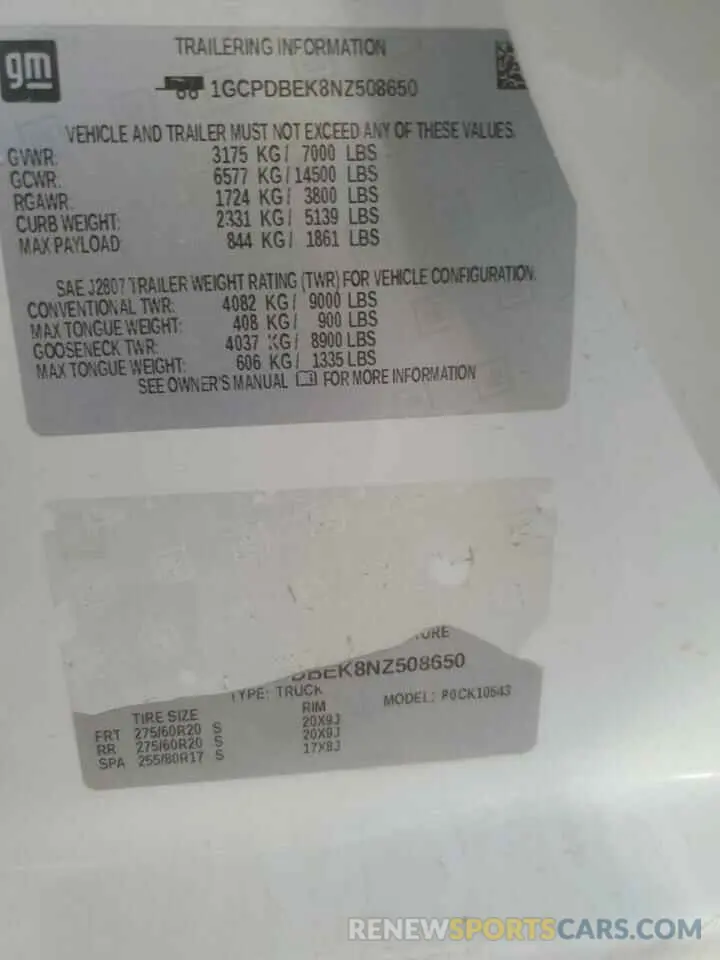 gm
TRAILERING INFORMATION
1GCPDBEK8NZ508650
VEHICLE AND TRAILER MUST NOT EXCEED ANY OF THESE VALUES.
GVWR: 3175 KG/ 7000 LBS
GCWR: 6577 KG/ 14500 LBS
RGAWR: 1724 KG/ 3800 LBS
CURB WEIGHT: 2331 KG/ 5139 LBS
MAX PAYLOAD: 844 KG/ 1861 LBS
SAE J2807 TRAILER WEIGHT RATING (TWR) FOR VEHICLE CONFIGURATION.
CONVENTIONAL TWR: 4082 KG/ 9000 LBS
MAX TONGUE WEIGHT: 408 KG/ 900 LBS
GOOSENECK TWR: 4037 KG/ 8900 LBS
MAX TONGUE WEIGHT: 606 KG/ 1335 LBS
SEE OWNER'S MANUAL FOR MORE INFORMATION
URE
DBEK8NZ508650
TYPE: TRUCK MODEL: P0CK10543
TIRE SIZE RIM
FRT 275/60R20 S 20X9J
RR 275/60R20 S 20X9J
SPA 255/80R17 S 17X8J
RENEWSPORTSCARS.COM